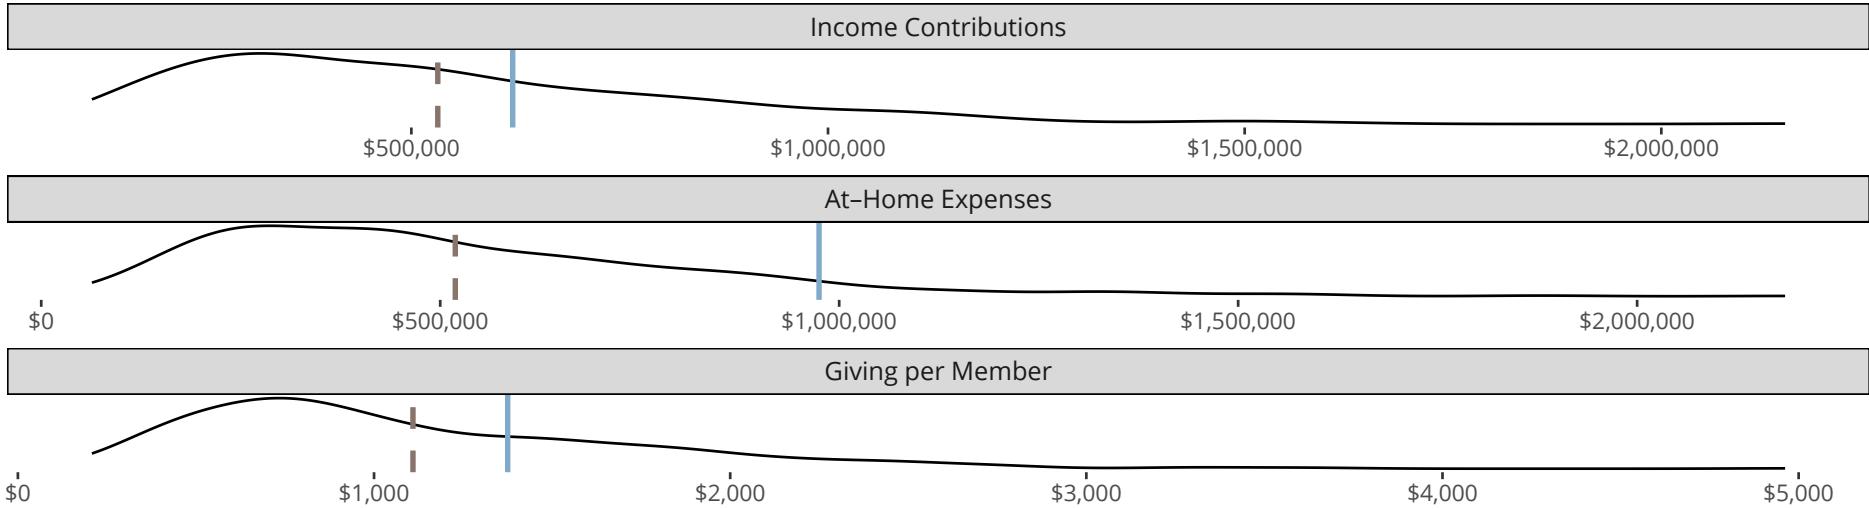 Income Contributions
$500,000 $1,000,000 $1,500,000 $2,000,000
At–Home Expenses
$0 $500,000 $1,000,000 $1,500,000 $2,000,000
Giving per Member
$0 $1,000 $2,000 $3,000 $4,000 $5,000